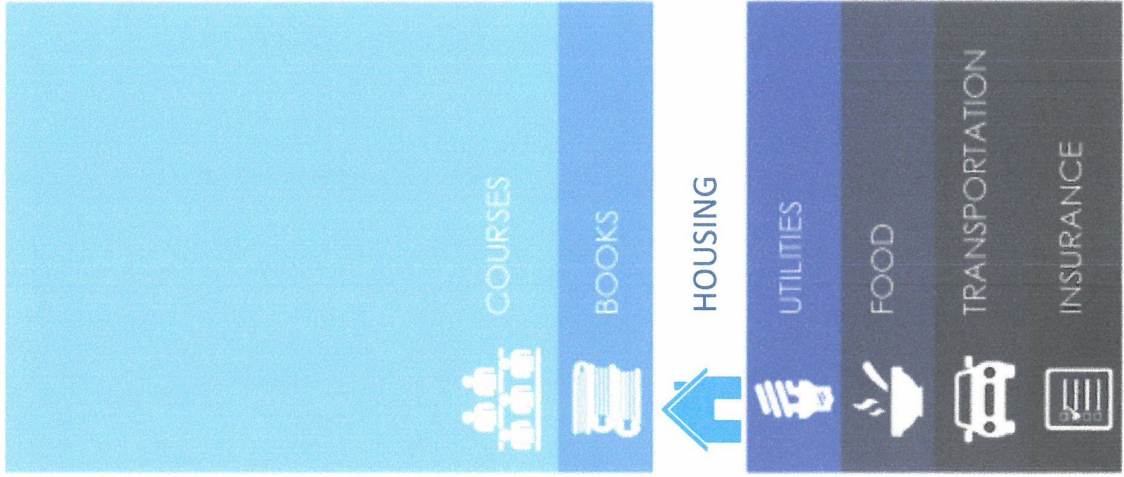 COURSES
BOOKS
HOUSING
UTILITIES
FOOD
TRANSPORTATION
INSURANCE